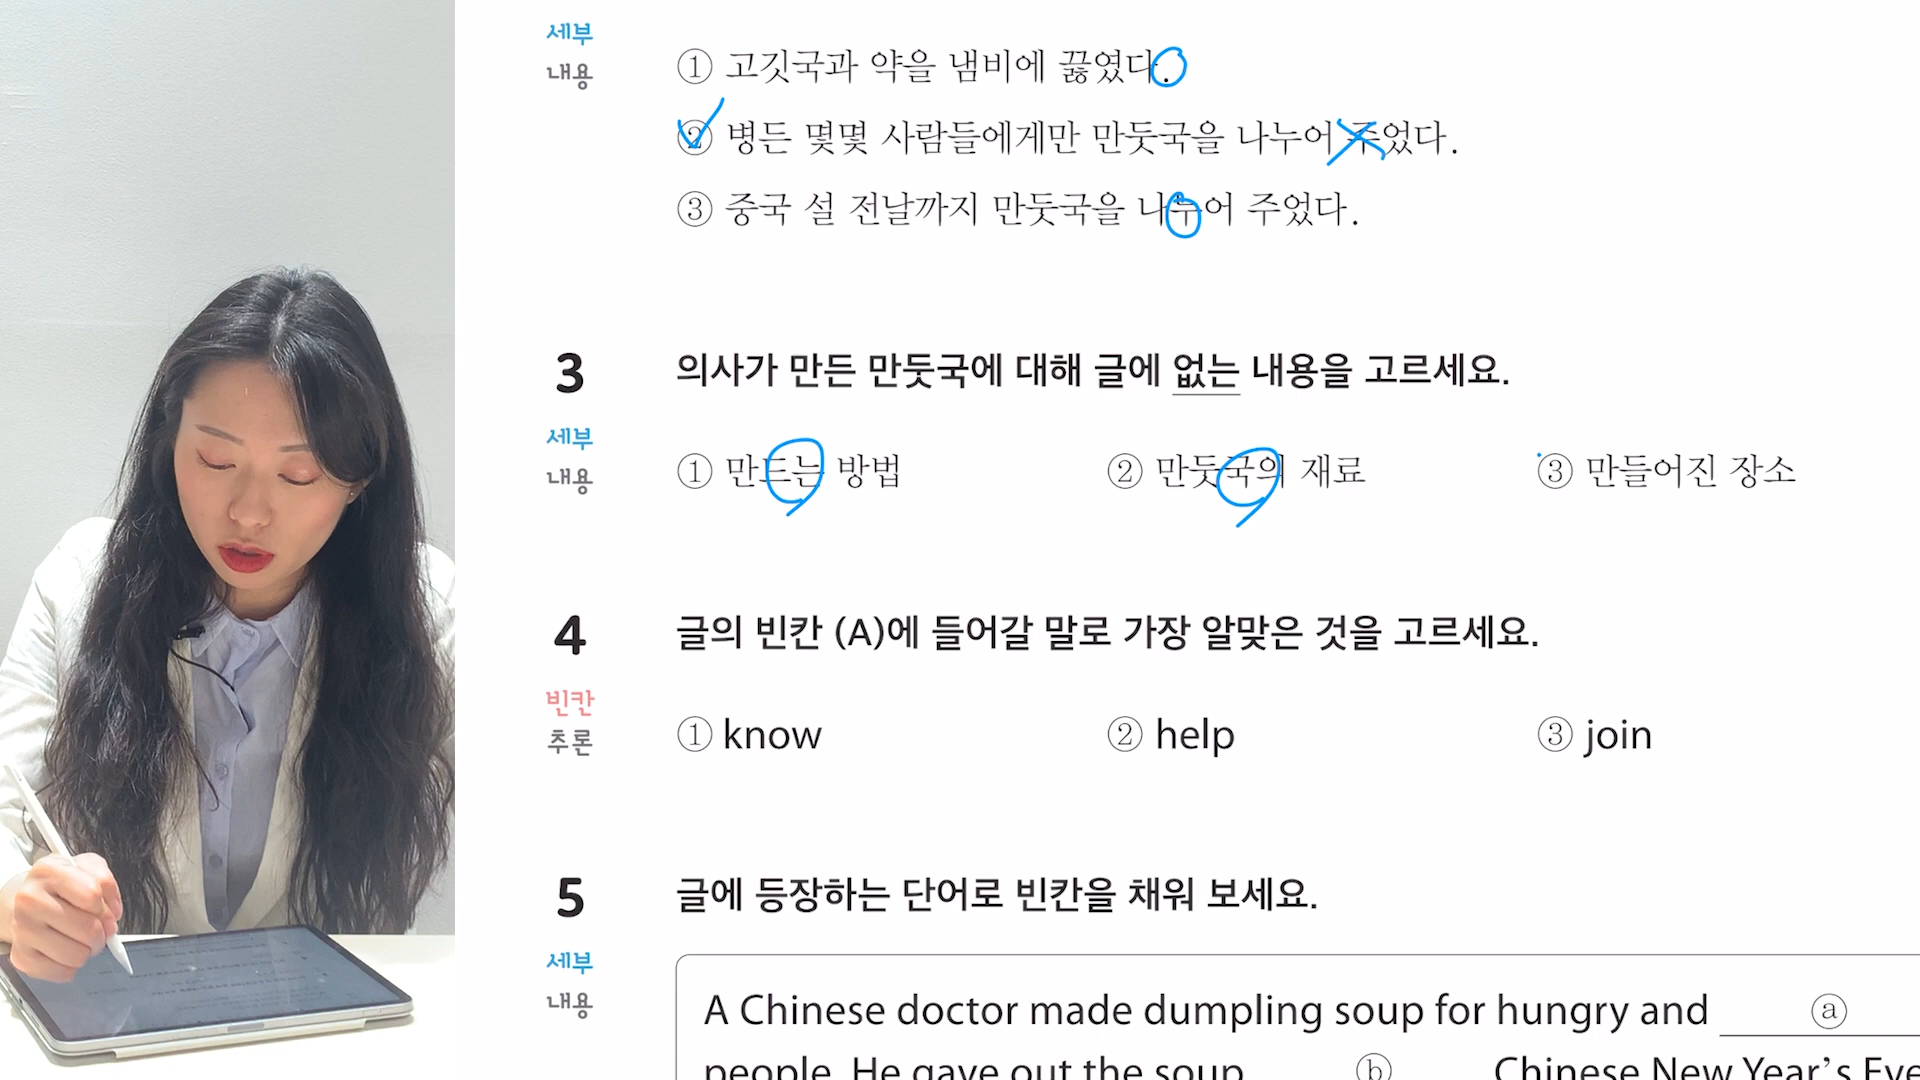 세부
내용
① 고깃국과 약을 냄비에 끓였다.
② 병든 몇몇 사람들에게만 만둣국을 나누어 주었다.
③ 중국 설 전날까지 만둣국을 나누어 주었다.
3 의사가 만든 만둣국에 대해 글에 없는 내용을 고르세요.
세부
내용
① 만드는 방법 ② 만둣국의 재료 ③ 만들어진 장소
4 글의 빈칸 (A)에 들어갈 말로 가장 알맞은 것을 고르세요.
빈칸
추론
① know ② help ③ join
5 글에 등장하는 단어로 빈칸을 채워 보세요.
세부
내용
A Chinese doctor made dumpling soup for hungry and ⓐ
people. He gave out the soup ⓑ Chinese New Year's Eve